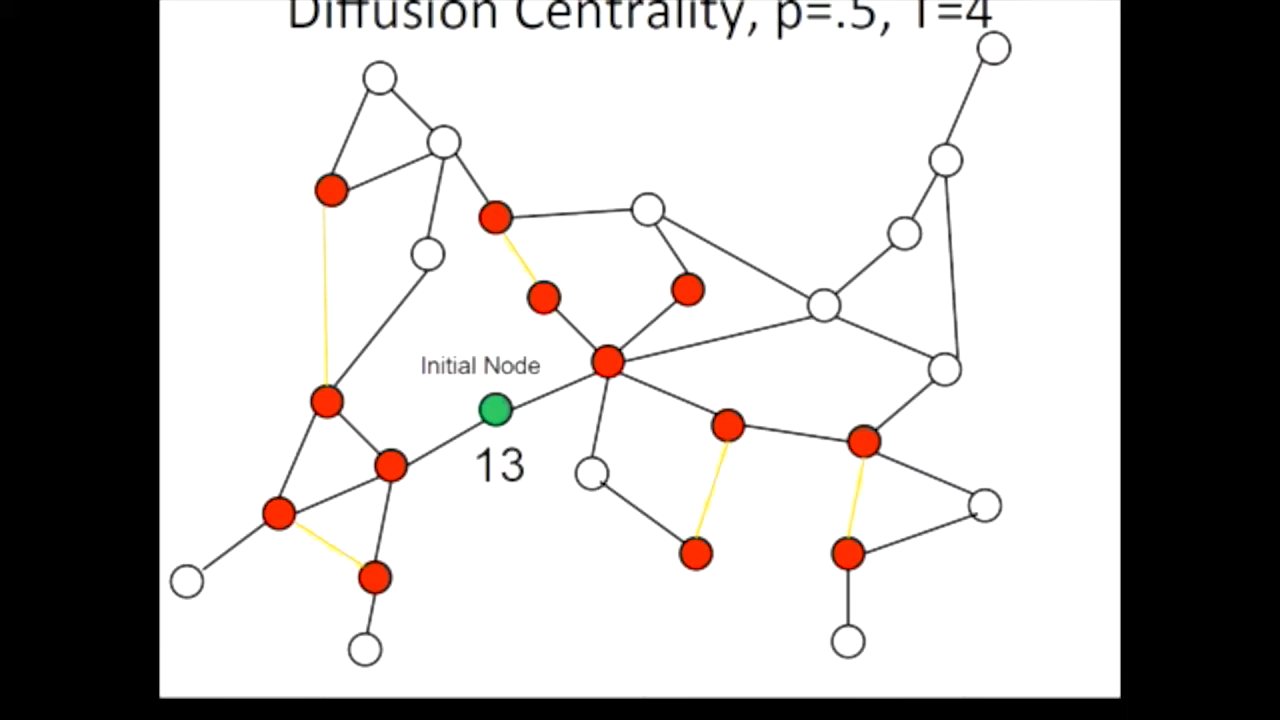 Diffusion Centrality, p=.5, T=4
Initial Node
13